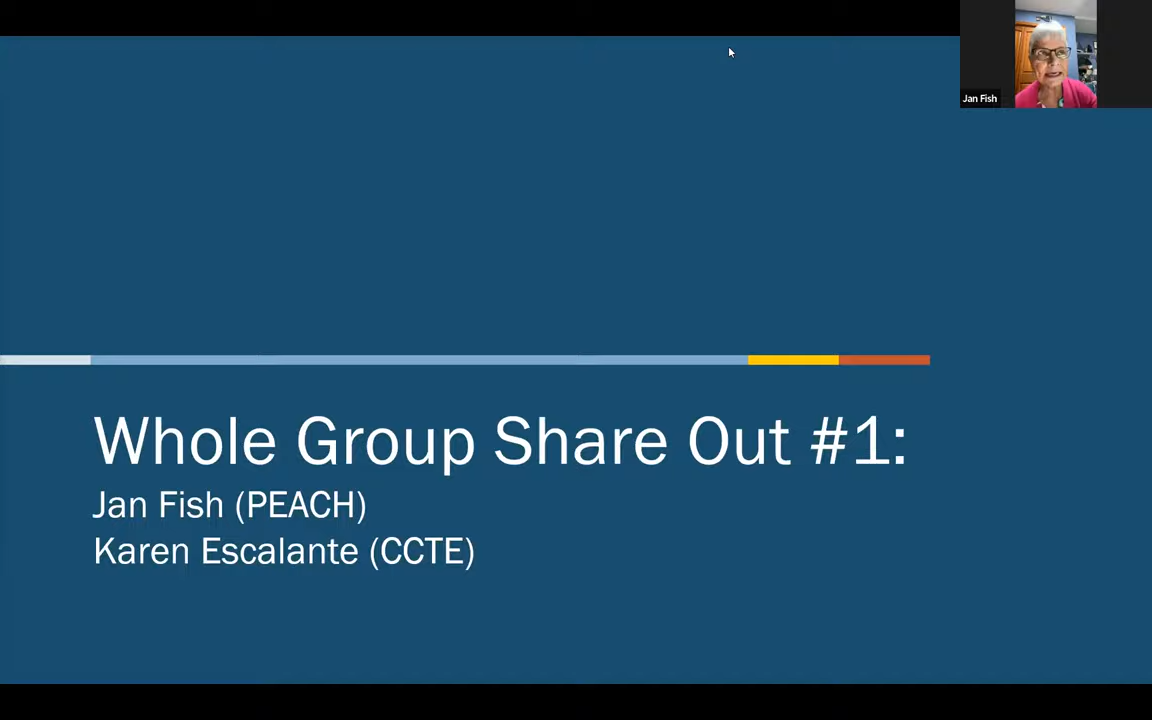 Jan Fish
Whole Group Share Out #1:
Jan Fish (PEACH)
Karen Escalante (CCTE)